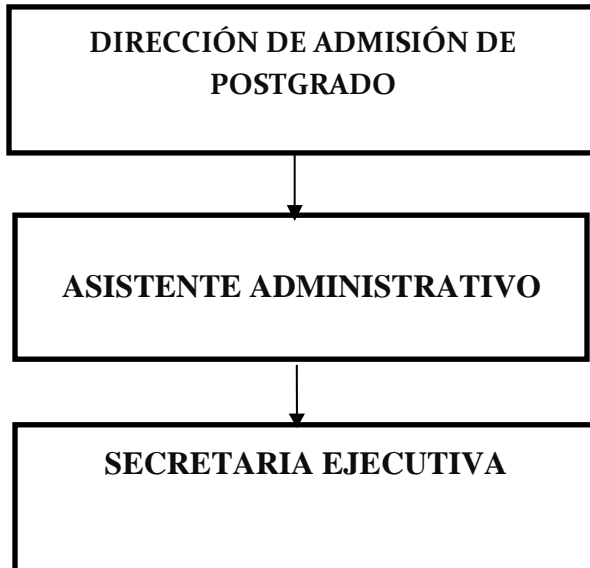 DIRECCIÓN DE ADMISIÓN DE
POSTGRADO
ASISTENTE ADMINISTRATIVO
SECRETARIA EJECUTIVA